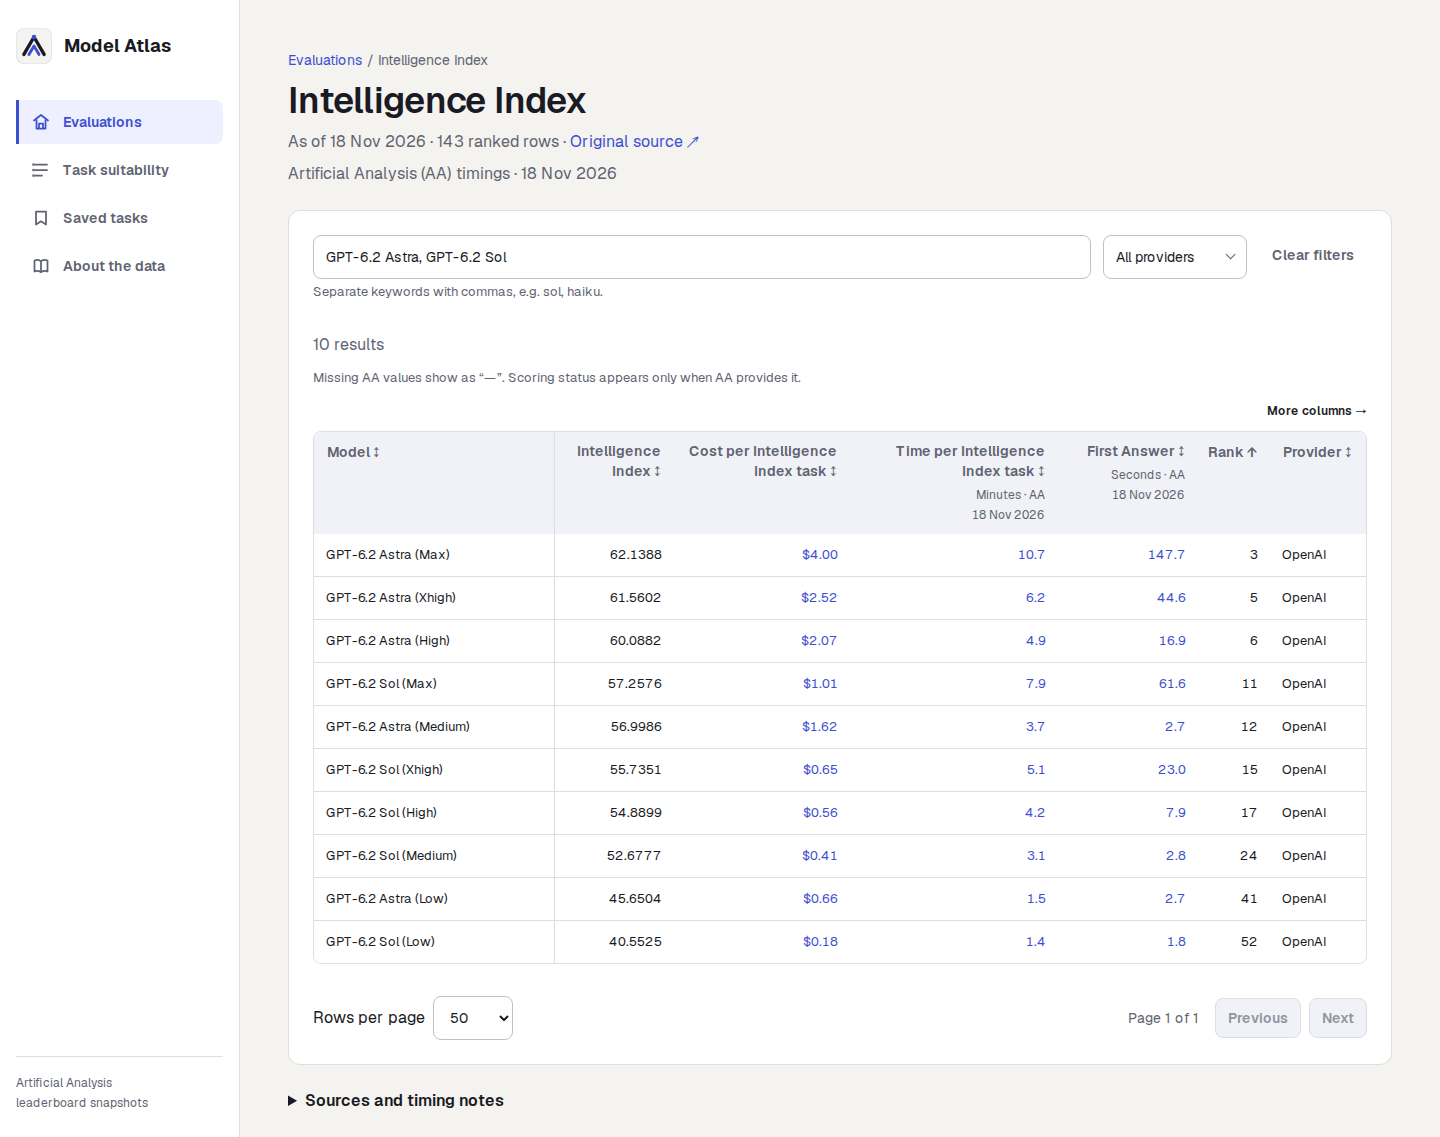 Model Atlas
Evaluations
Task suitability
Saved tasks
About the data
Artificial Analysis
leaderboard snapshots
Evaluations / Intelligence Index
Intelligence Index
As of 18 Nov 2026 · 143 ranked rows · Original source ↗
Artificial Analysis (AA) timings · 18 Nov 2026
GPT-6.2 Astra, GPT-6.2 Sol
All providers
Clear filters
Separate keywords with commas, e.g. sol, haiku.
10 results
Missing AA values show as “—”. Scoring status appears only when AA provides it.
More columns →
Model ↕ Intelligence Index ↕ Cost per Intelligence Index task ↕ Time per Intelligence Index task ↕ Minutes · AA 18 Nov 2026 First Answer ↕ Seconds · AA 18 Nov 2026 Rank ↑ Provider ↕
GPT-6.2 Astra (Max) 62.1388 $4.00 10.7 147.7 3 OpenAI
GPT-6.2 Astra (Xhigh) 61.5602 $2.52 6.2 44.6 5 OpenAI
GPT-6.2 Astra (High) 60.0882 $2.07 4.9 16.9 6 OpenAI
GPT-6.2 Sol (Max) 57.2576 $1.01 7.9 61.6 11 OpenAI
GPT-6.2 Astra (Medium) 56.9986 $1.62 3.7 2.7 12 OpenAI
GPT-6.2 Sol (Xhigh) 55.7351 $0.65 5.1 23.0 15 OpenAI
GPT-6.2 Sol (High) 54.8899 $0.56 4.2 7.9 17 OpenAI
GPT-6.2 Sol (Medium) 52.6777 $0.41 3.1 2.8 24 OpenAI
GPT-6.2 Astra (Low) 45.6504 $0.66 1.5 2.7 41 OpenAI
GPT-6.2 Sol (Low) 40.5525 $0.18 1.4 1.8 52 OpenAI
Rows per page 50
Page 1 of 1 Previous Next
Sources and timing notes